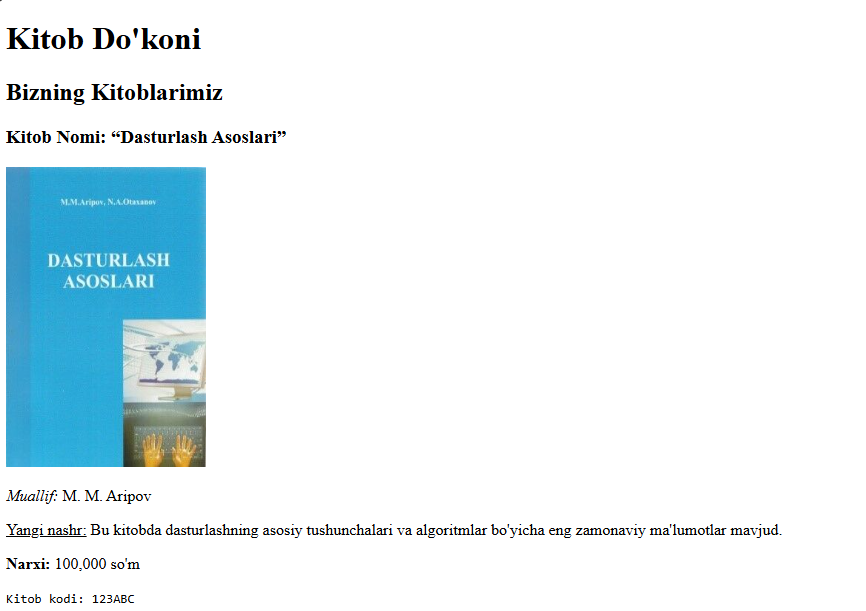 Kitob Do'koni
Bizning Kitoblarimiz
Kitob Nomi: “Dasturlash Asoslari”
M.M.Aripov, N.A.Otaxanov
DASTURLASH
ASOSLARI
Muallif: M. M. Aripov
Yangi nashr: Bu kitobda dasturlashning asosiy tushunchalari va algoritmlar bo'yicha eng zamonaviy ma'lumotlar mavjud.
Narxi: 100,000 so'm
Kitob kodi: 123ABC